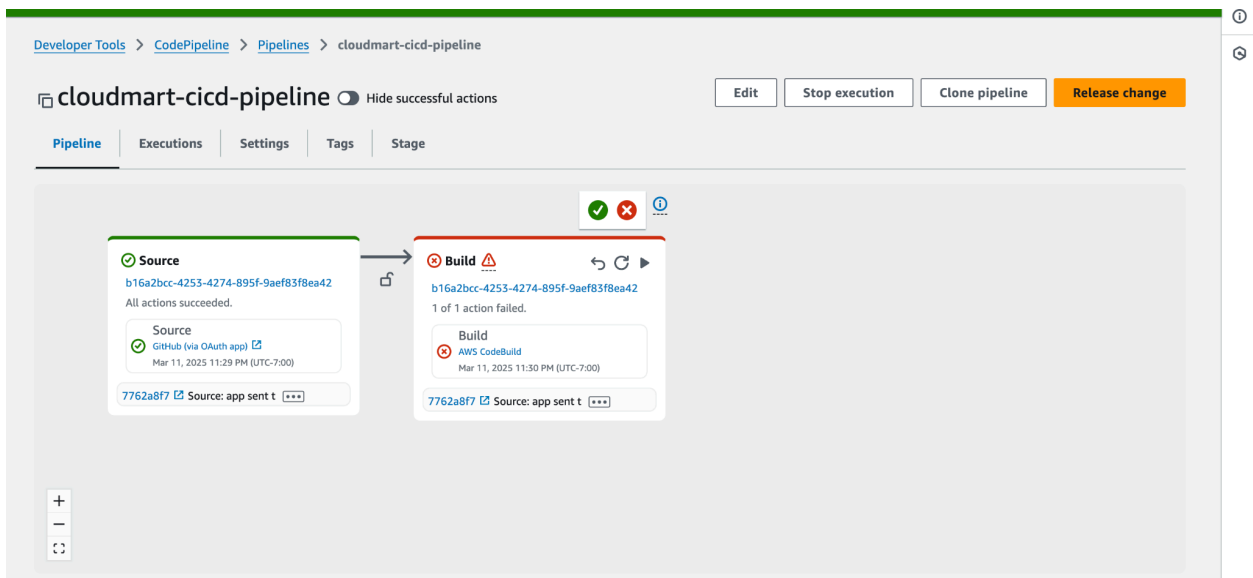 Developer Tools > CodePipeline > Pipelines > cloudmart-cicd-pipeline
cloudmart-cicd-pipeline Hide successful actions
Edit
Stop execution
Clone pipeline
Release change
Pipeline
Executions
Settings
Tags
Stage
Source
b16a2bcc-4253-4274-895f-9aef83f8ea42
All actions succeeded.
Source
GitHub (via OAuth app)
Mar 11, 2025 11:29 PM (UTC-7:00)
7762a8f7 Source: app sent t
Build
b16a2bcc-4253-4274-895f-9aef83f8ea42
1 of 1 action failed.
Build
AWS CodeBuild
Mar 11, 2025 11:30 PM (UTC-7:00)
7762a8f7 Source: app sent t